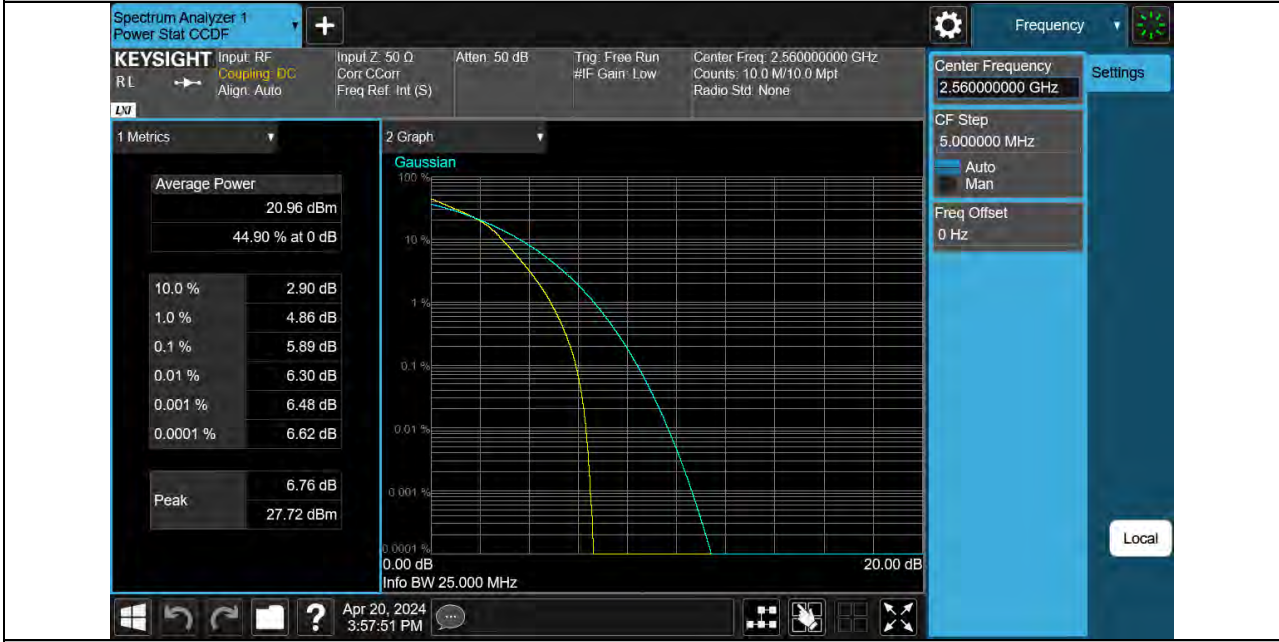 Spectrum Analyzer 1
Power Stat CCDF
+
Frequency
KEYSIGHT
RL
LXI
Input: RF
Coupling: DC
Align: Auto
Input Z: 50 Ω
Corr CCorr
Freq Ref: Int (S)
Atten: 50 dB
Trig: Free Run
#IF Gain: Low
Center Freq: 2.560000000 GHz
Counts: 10.0 M/10.0 Mpt
Radio Std: None
Center Frequency
2.560000000 GHz
Settings
CF Step
5.000000 MHz
Auto
Man
Freq Offset
0 Hz
1 Metrics
Average Power
20.96 dBm
44.90 % at 0 dB
10.0 % 2.90 dB
1.0 % 4.86 dB
0.1 % 5.89 dB
0.01 % 6.30 dB
0.001 % 6.48 dB
0.0001 % 6.62 dB
Peak
6.76 dB
27.72 dBm
2 Graph
Gaussian
100 %
10 %
1 %
0.1 %
0.01 %
0.001 %
0.0001 %
0.00 dB 20.00 dB
Info BW 25.000 MHz
Local
?
Apr 20, 2024
3:57:51 PM